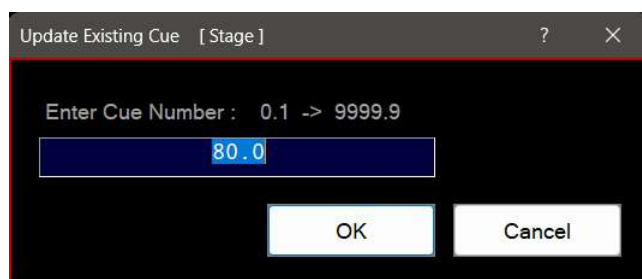 Update Existing Cue [ Stage ] ? ×
Enter Cue Number : 0.1 -> 9999.9
80.0
OK Cancel